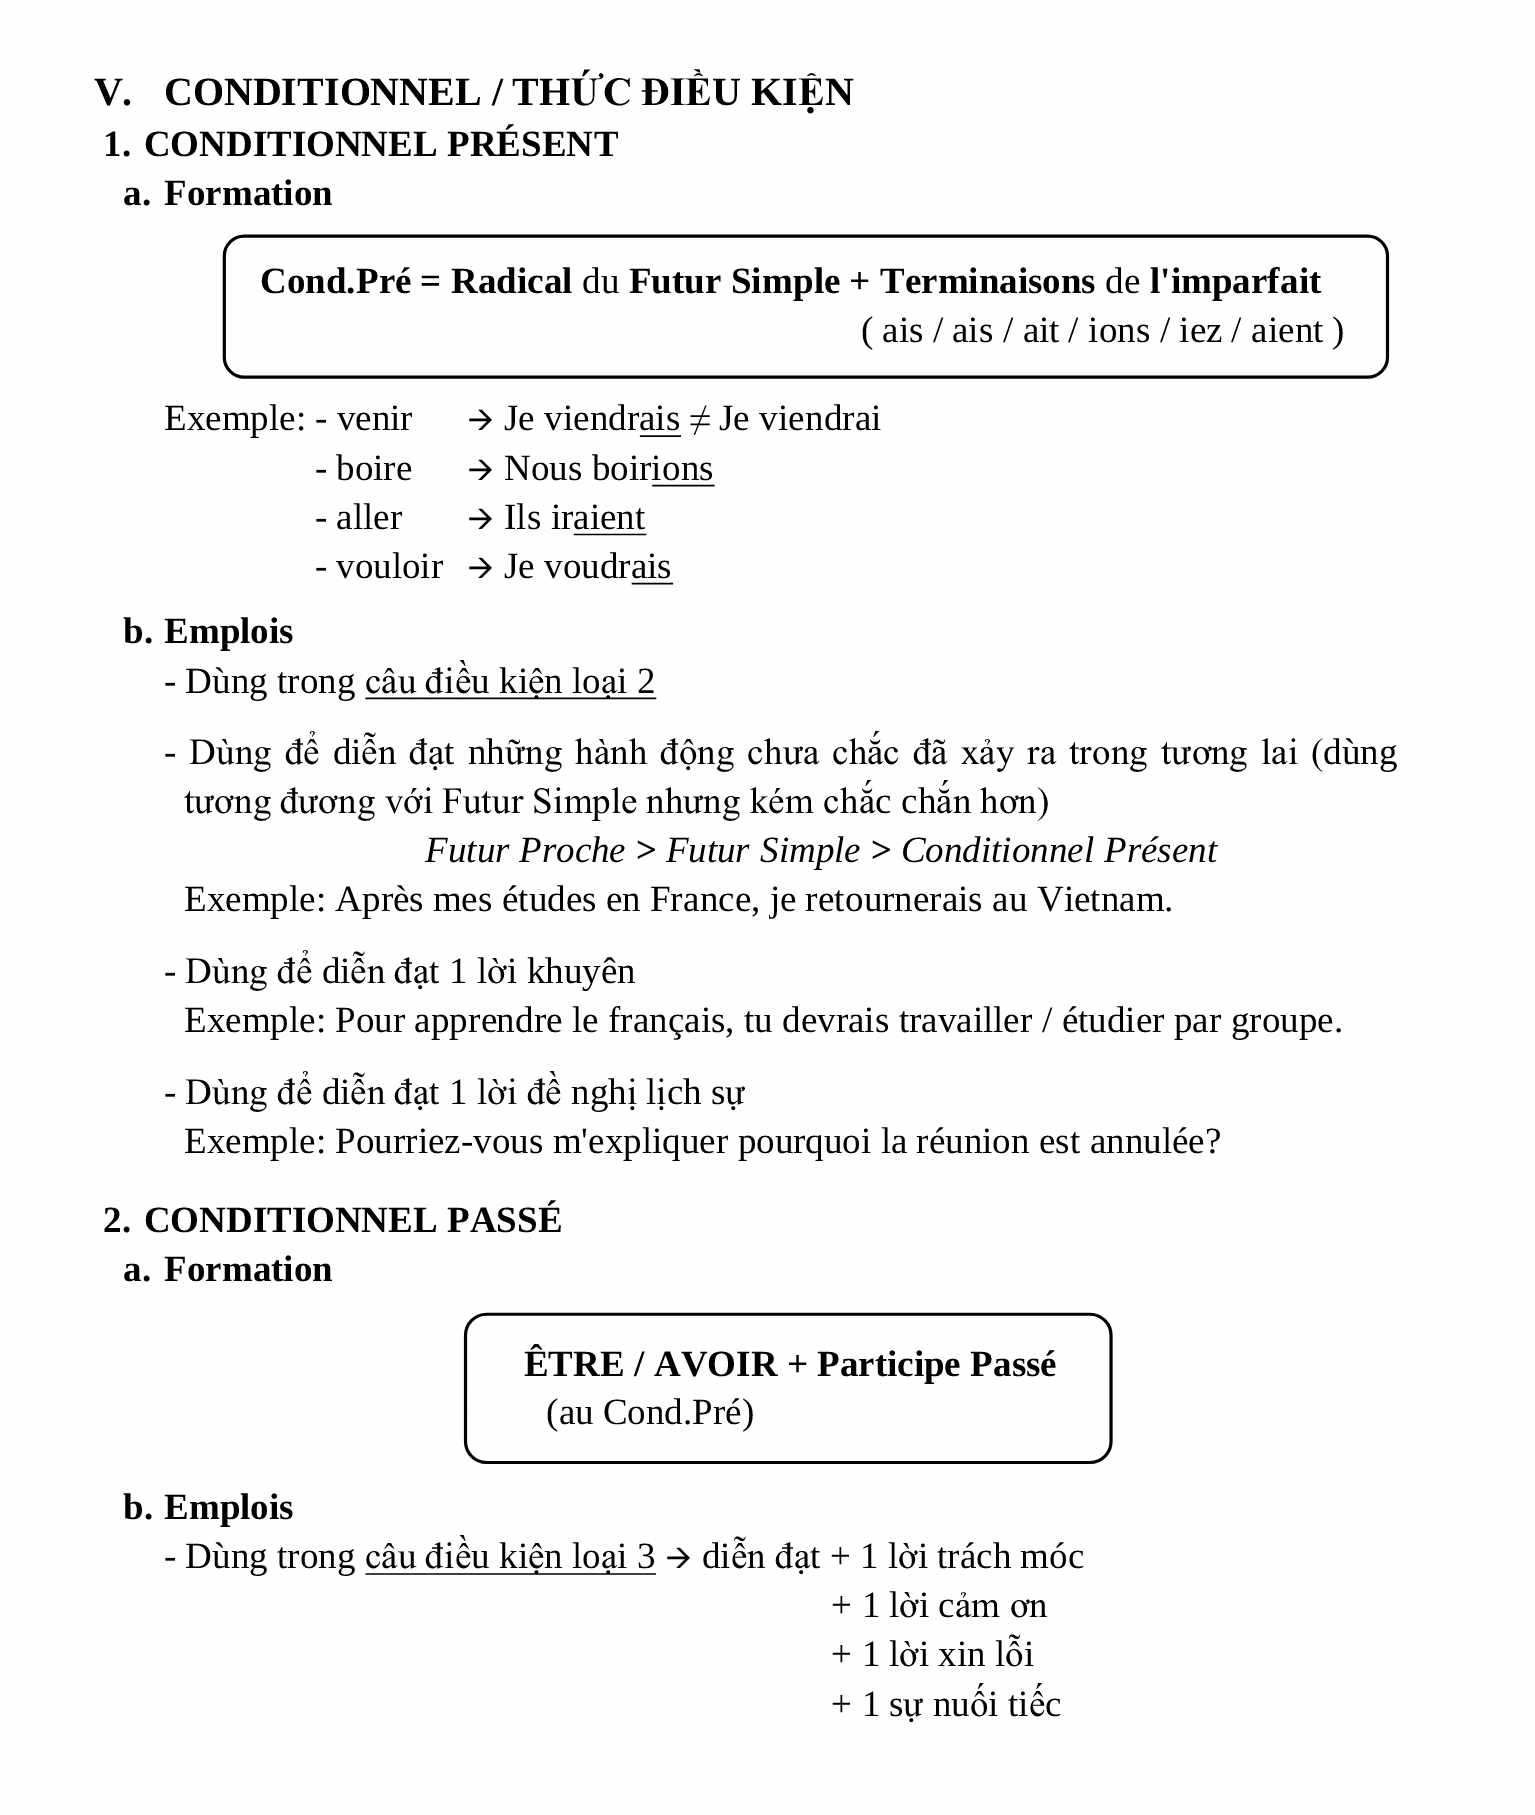 V. CONDITIONNEL / THỨC ĐIỀU KIỆN
1. CONDITIONNEL PRÉSENT
a. Formation
Cond.Pré = Radical du Futur Simple + Terminaisons de l'imparfait
( ais / ais / ait / ions / iez / aient )
Exemple: - venir → Je viendrais ≠ Je viendrai
- boire → Nous boirions
- aller → Ils iraient
- vouloir → Je voudrais
b. Emplois
- Dùng trong câu điều kiện loại 2
- Dùng để diễn đạt những hành động chưa chắc đã xảy ra trong tương lai (dùng
tương đương với Futur Simple nhưng kém chắc chắn hơn)
Futur Proche > Futur Simple > Conditionnel Présent
Exemple: Après mes études en France, je retournerais au Vietnam.
- Dùng để diễn đạt 1 lời khuyên
Exemple: Pour apprendre le français, tu devrais travailler / étudier par groupe.
- Dùng để diễn đạt 1 lời đề nghị lịch sự
Exemple: Pourriez-vous m'expliquer pourquoi la réunion est annulée?
2. CONDITIONNEL PASSÉ
a. Formation
ÊTRE / AVOIR + Participe Passé
(au Cond.Pré)
b. Emplois
- Dùng trong câu điều kiện loại 3 → diễn đạt + 1 lời trách móc
+ 1 lời cảm ơn
+ 1 lời xin lỗi
+ 1 sự nuối tiếc